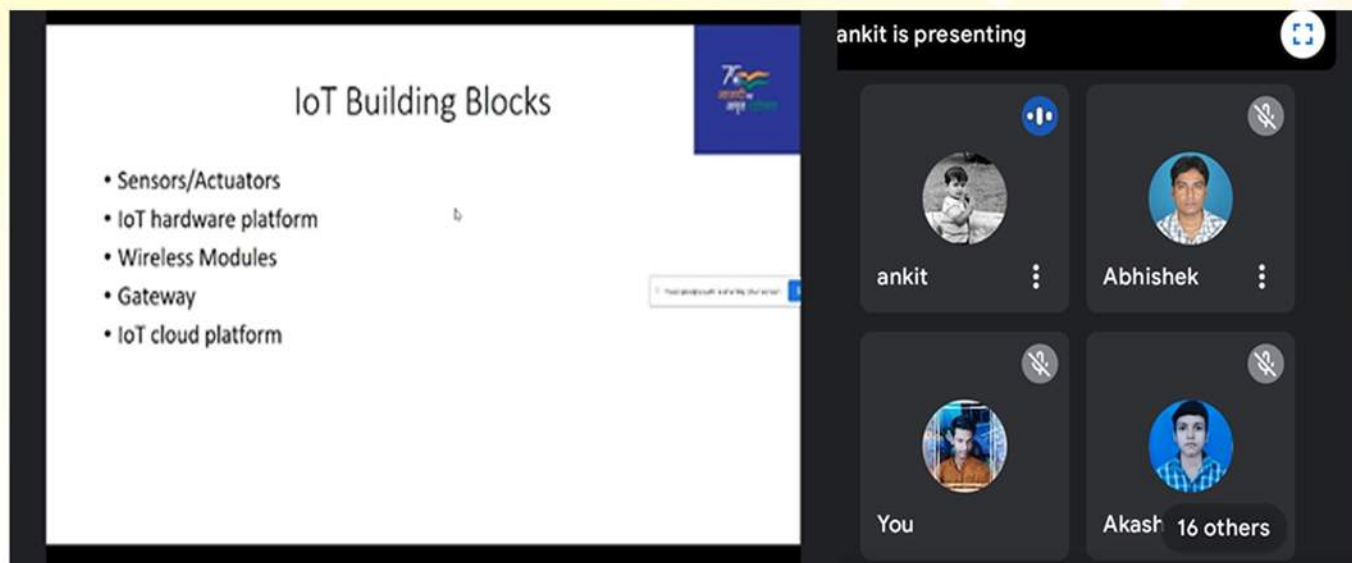 IoT Building Blocks
• Sensors/Actuators
• IoT hardware platform
• Wireless Modules
• Gateway
• IoT cloud platform
ankit is presenting
ankit
Abhishek
You
Akash
16 others